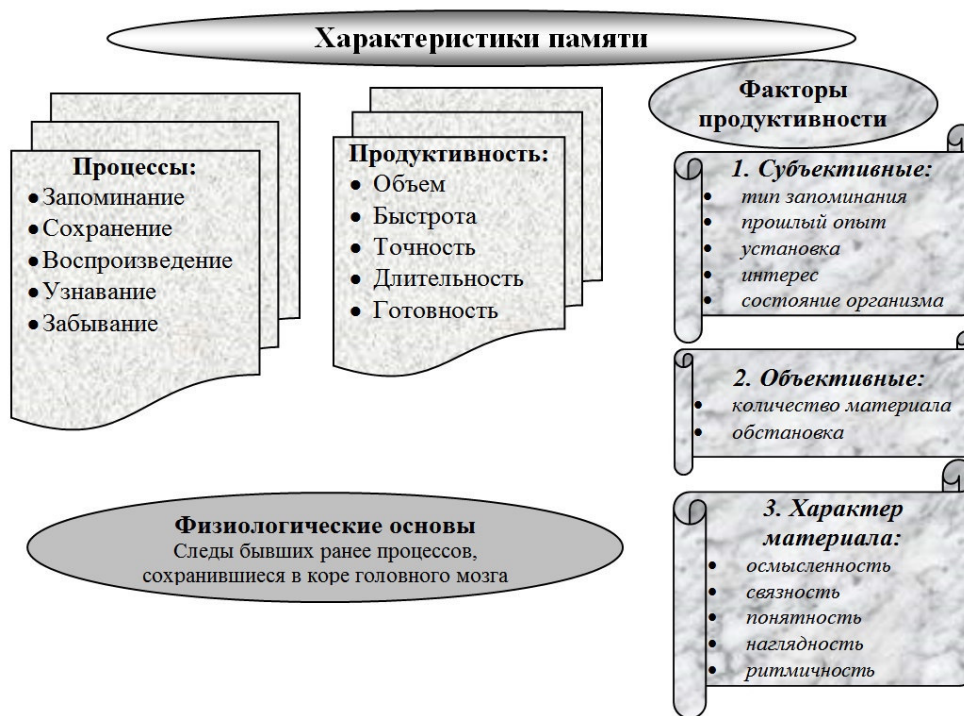 Характеристики памяти
Процессы:
•Запоминание
•Сохранение
•Воспроизведение
•Узнавание
•Забывание
Продуктивность:
• Объем
• Быстрота
• Точность
• Длительность
• Готовность
Факторы
продуктивности
1. Субъективные:
• тип запоминания
• прошлый опыт
• установка
• интерес
• состояние организма
2. Объективные:
• количество материала
• обстановка
3. Характер
материала:
• осмысленность
• связность
• понятность
• наглядность
• ритмичность
Физиологические основы
Следы бывших ранее процессов,
сохранившиеся в коре головного мозга